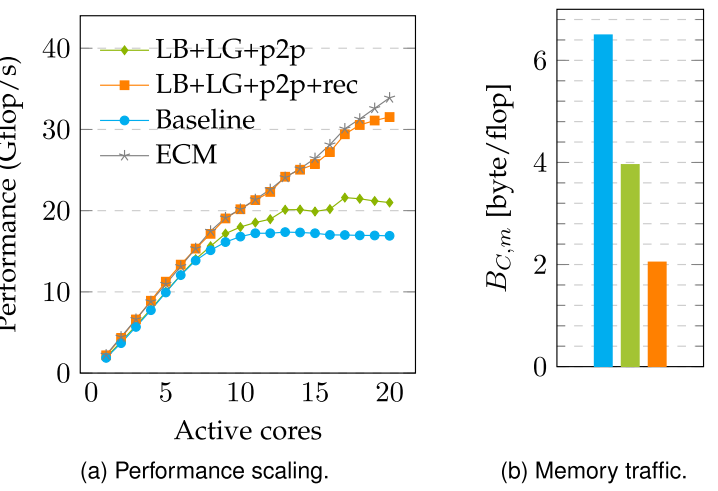 Performance (Gflop/s)
40
30
20
10
0
LB+LG+p2p
LB+LG+p2p+rec
Baseline
ECM
0 5 10 15 20
Active cores
(a) Performance scaling.
B_{C,m} [byte/flop]
6
4
2
0
(b) Memory traffic.